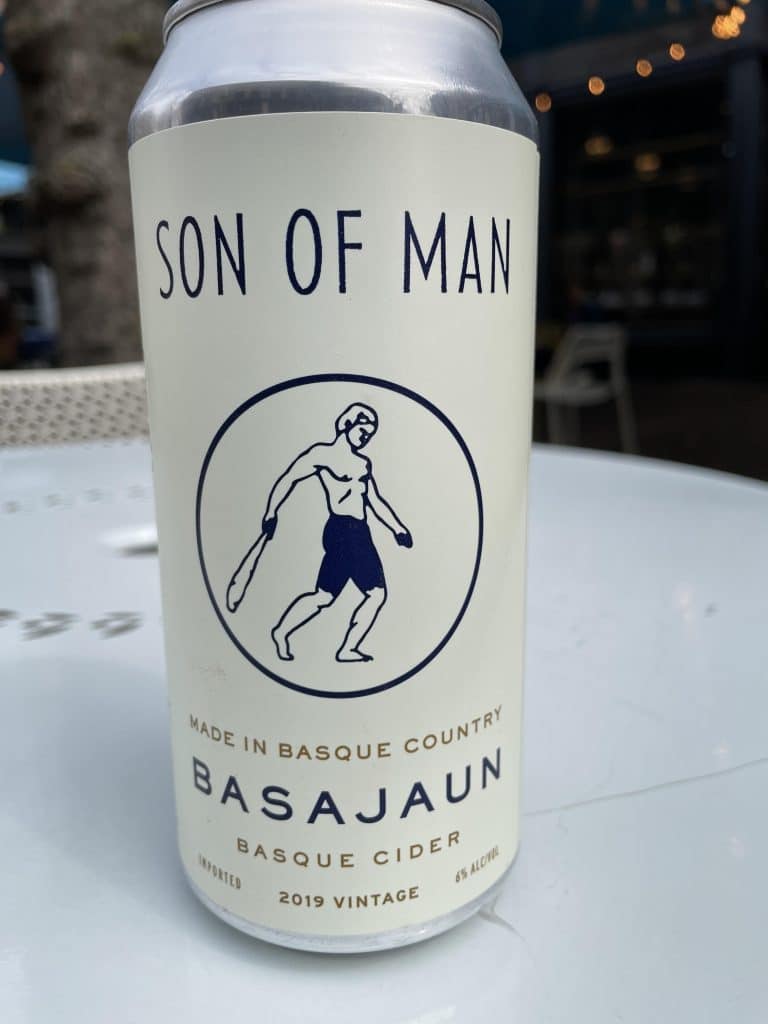 SON OF MAN
MADE IN BASQUE COUNTRY
BASAJAUN
BASQUE CIDER
IMPORTED
2019 VINTAGE
6% ALC/VOL